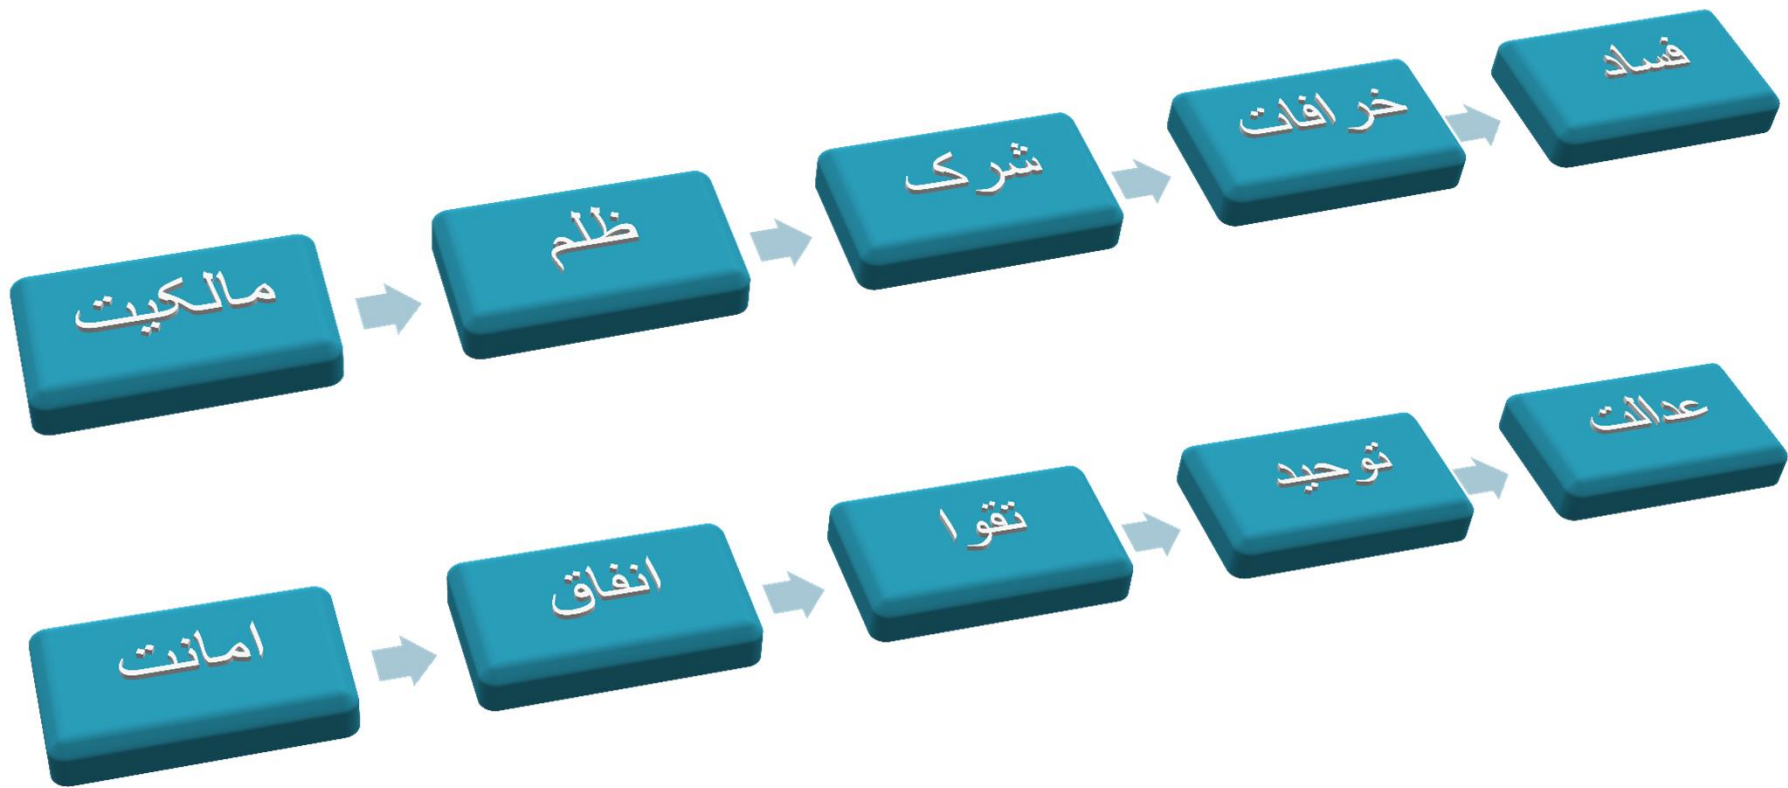 مالکیت
ظلم
شرک
خرافات
فساد
امانت
انفاق
تقوا
توحید
عدالت